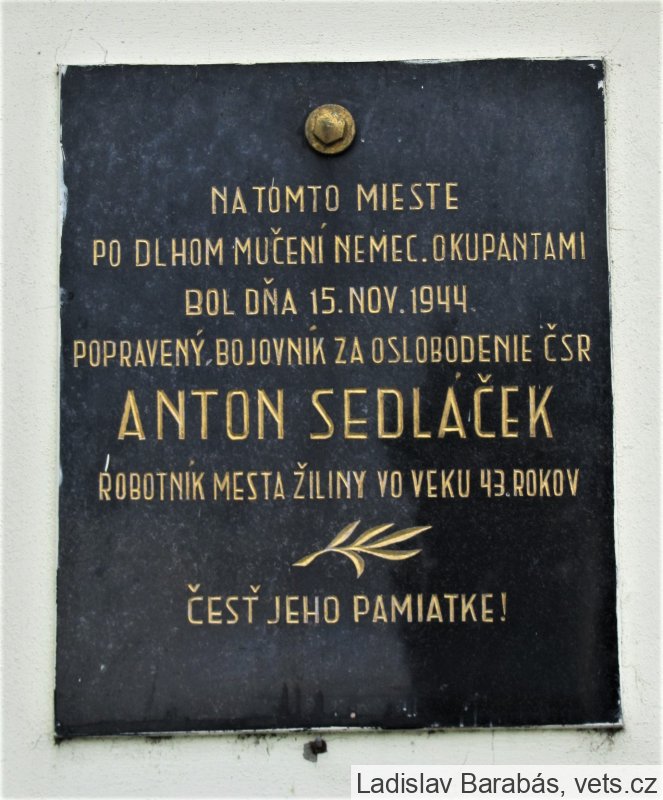 NA TOMTO MIESTE
PO DLHOM MUČENÍ NEMEC. OKUPANTAMI
BOL DŇA 15. NOV. 1944
POPRAVENÝ BOJOVNÍK ZA OSLOBODENIE ČSR
ANTON SEDLÁČEK
ROBOTNÍK MESTA ŽILINY VO VEKU 43. ROKOV
ČESŤ JEHO PAMIATKE!
Ladislav Barabás, vets.cz